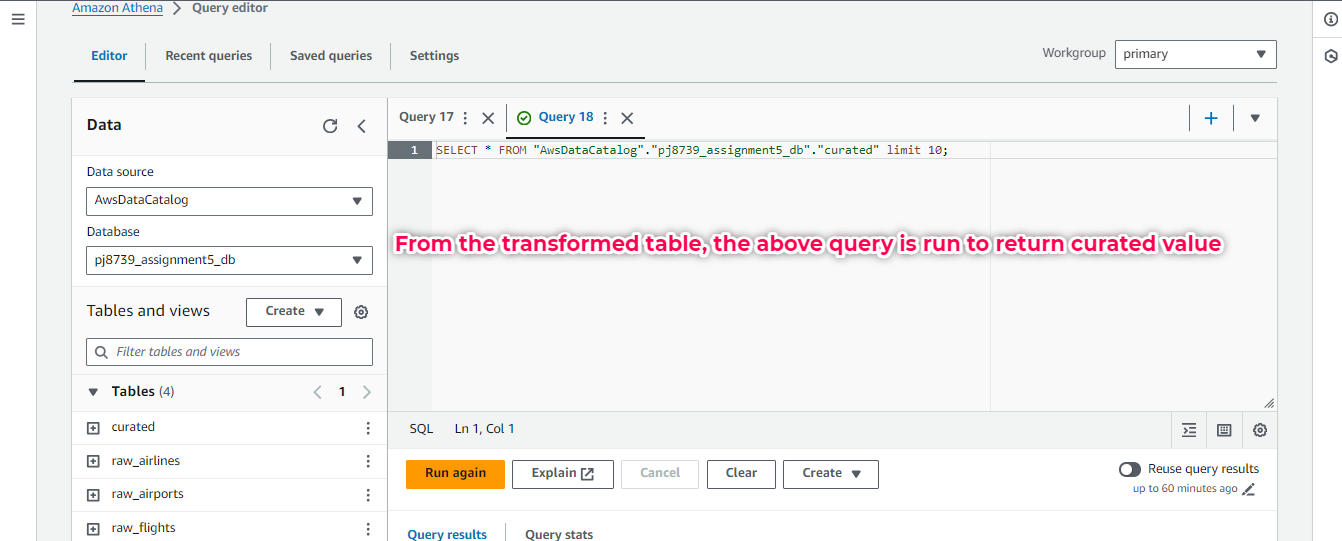 Amazon Athena > Query editor
Editor Recent queries Saved queries Settings
Workgroup primary
Data
Data source
AwsDataCatalog
Database
pj8739_assignment5_db
Tables and views Create
Filter tables and views
Tables (4) < 1 >
curated
raw_airlines
raw_airports
raw_flights
Query 17 Query 18
1 SELECT * FROM "AwsDataCatalog"."pj8739_assignment5_db"."curated" limit 10;
From the transformed table, the above query is run to return curated value
SQL Ln 1, Col 1
Run again Explain Cancel Clear Create
Reuse query results
up to 60 minutes ago
Query results Query stats